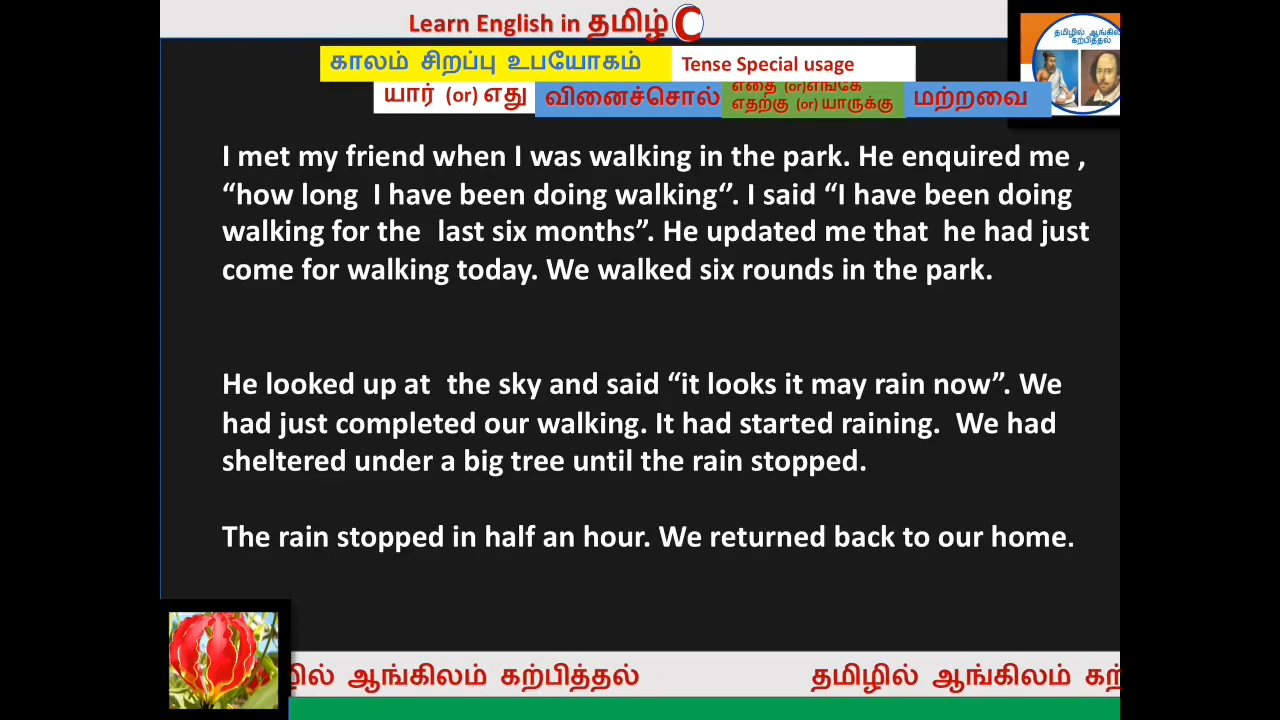 Learn English in தமிழ் C
தமிழில் ஆங்கில
கற்பித்தல்
காலம் சிறப்பு உபயோகம் Tense Special usage
யார் (or) எது வினைச்சொல் எதை (or)எங்கே மற்றவை
எதற்கு (or) யாருக்கு
I met my friend when I was walking in the park. He enquired me ,
“how long I have been doing walking“”. I said “I have been doing
walking for the last six months”. He updated me that he had just
come for walking today. We walked six rounds in the park.
He looked up at the sky and said “it looks it may rain now”. We
had just completed our walking. It had started raining. We had
sheltered under a big tree until the rain stopped.
The rain stopped in half an hour. We returned back to our home.
ழில் ஆங்கிலம் கற்பித்தல் தமிழில் ஆங்கிலம் கற்